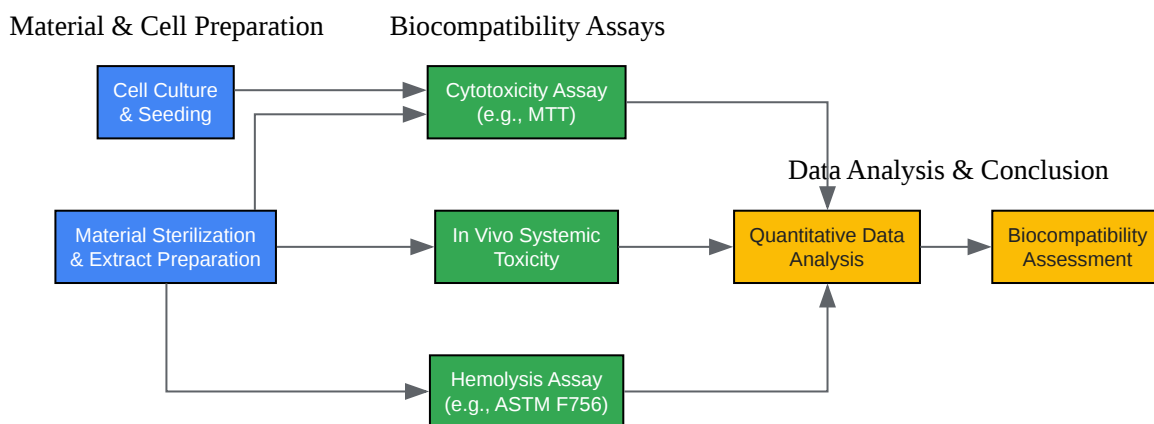 Material & Cell Preparation
Biocompatibility Assays
Cell Culture
& Seeding
Cytotoxicity Assay
(e.g., MTT)
Data Analysis & Conclusion
Material Sterilization
& Extract Preparation
In Vivo Systemic
Toxicity
Quantitative Data
Analysis
Biocompatibility
Assessment
Hemolysis Assay
(e.g., ASTM F756)